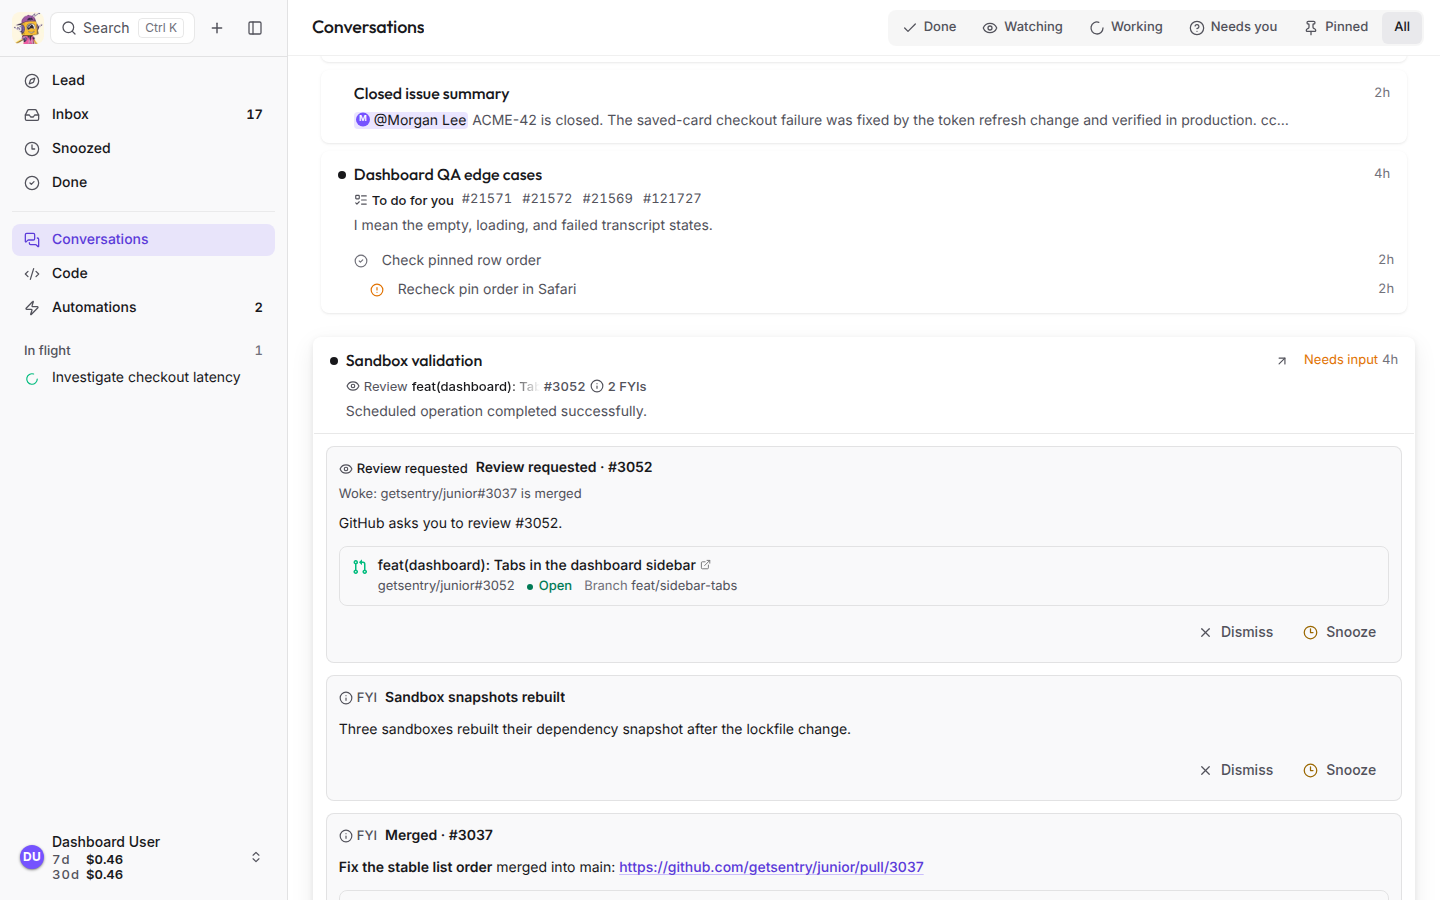 Search Ctrl K
Lead
Inbox 17
Snoozed
Done
Conversations
Code
Automations 2
In flight 1
Investigate checkout latency
DU Dashboard User
7d $0.46
30d $0.46
Conversations
Done Watching Working Needs you Pinned All
Closed issue summary 2h
M @Morgan Lee ACME-42 is closed. The saved-card checkout failure was fixed by the token refresh change and verified in production. cc...
Dashboard QA edge cases 4h
To do for you #21571 #21572 #21569 #121727
I mean the empty, loading, and failed transcript states.
Check pinned row order 2h
Recheck pin order in Safari 2h
Sandbox validation Needs input 4h
Review feat(dashboard): Tab #3052 2 FYIs
Scheduled operation completed successfully.
Review requested Review requested · #3052
Woke: getsentry/junior#3037 is merged
GitHub asks you to review #3052.
feat(dashboard): Tabs in the dashboard sidebar
getsentry/junior#3052 Open Branch feat/sidebar-tabs
Dismiss Snooze
FYI Sandbox snapshots rebuilt
Three sandboxes rebuilt their dependency snapshot after the lockfile change.
Dismiss Snooze
FYI Merged · #3037
Fix the stable list order merged into main: https://github.com/getsentry/junior/pull/3037